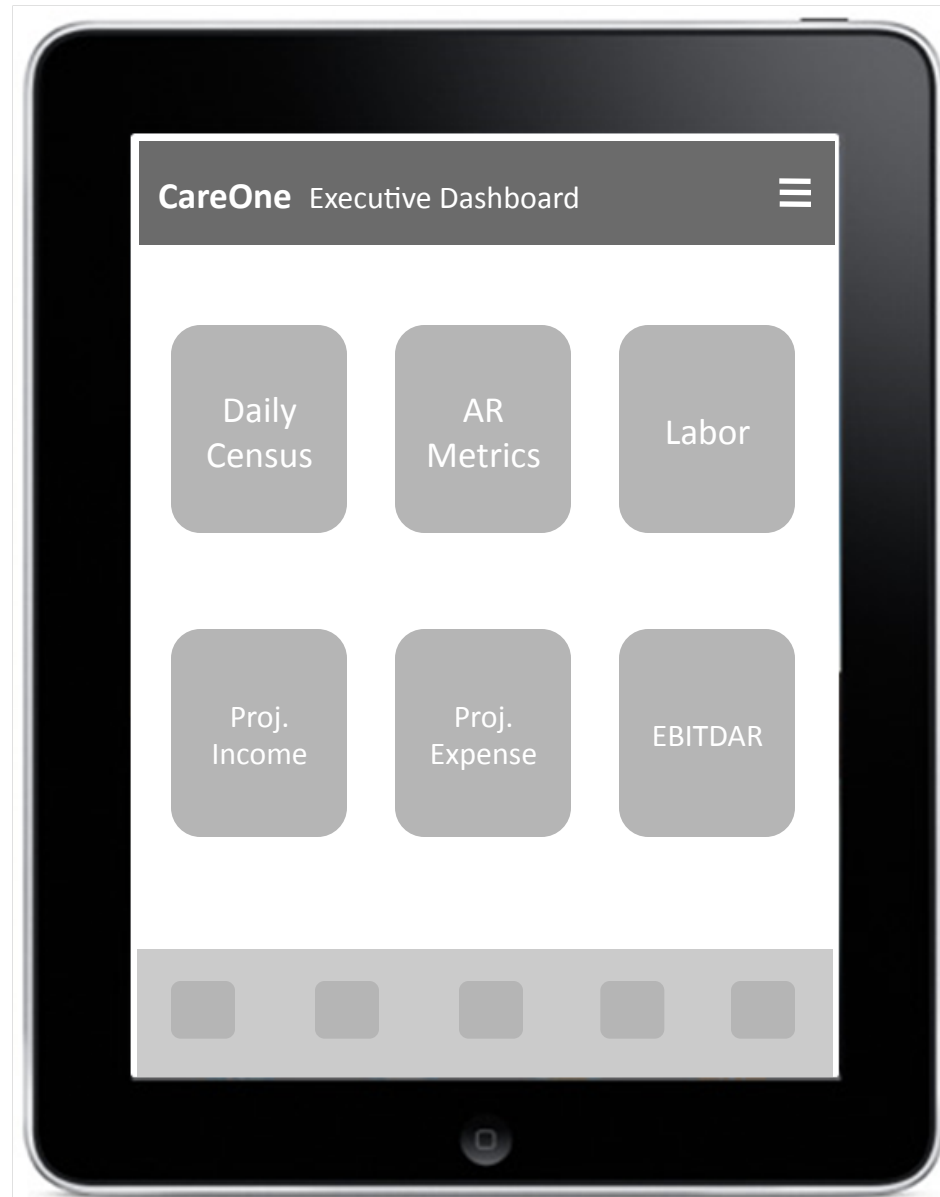 CareOne Executive Dashboard
Daily
Census
AR
Metrics
Labor
Proj.
Income
Proj.
Expense
EBITDAR